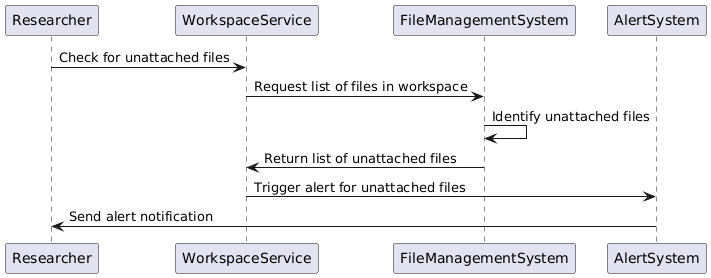 Researcher
WorkspaceService
FileManagementSystem
AlertSystem
Check for unattached files
Request list of files in workspace
Identify unattached files
Return list of unattached files
Trigger alert for unattached files
Send alert notification
Researcher
WorkspaceService
FileManagementSystem
AlertSystem